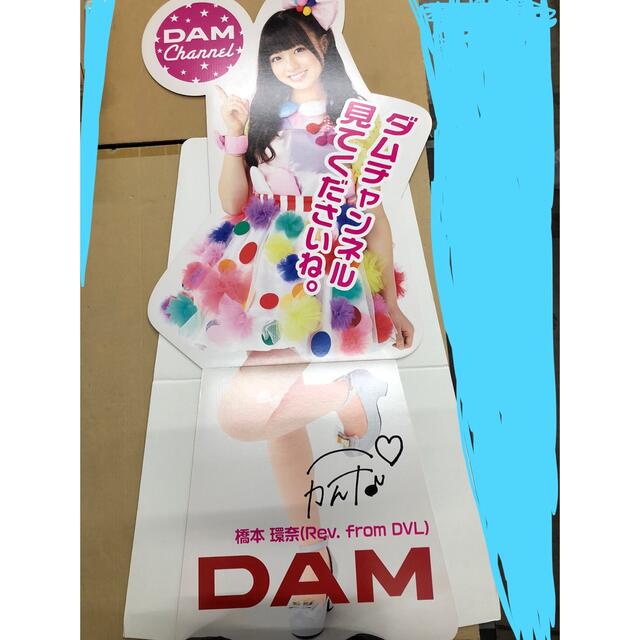 DAM
Channel
ダムチャンネル
見てくださいね。
かんな
橋本 環奈(Rev. from DVL)
DAM